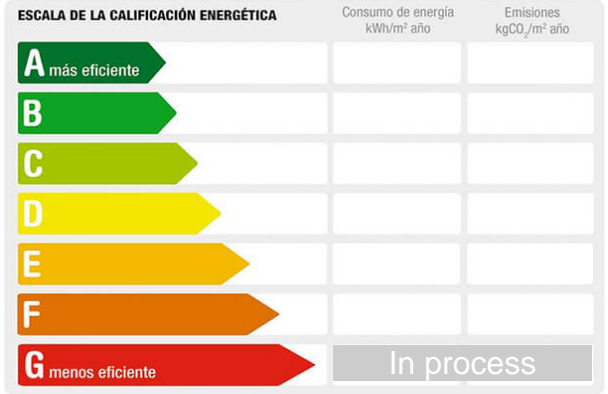 ESCALA DE LA CALIFICACIÓN ENERGÉTICA
Consumo de energía
kWh/m² año
Emisiones
kgCO₂/m² año
A más eficiente
B
C
D
E
F
G menos eficiente
In process